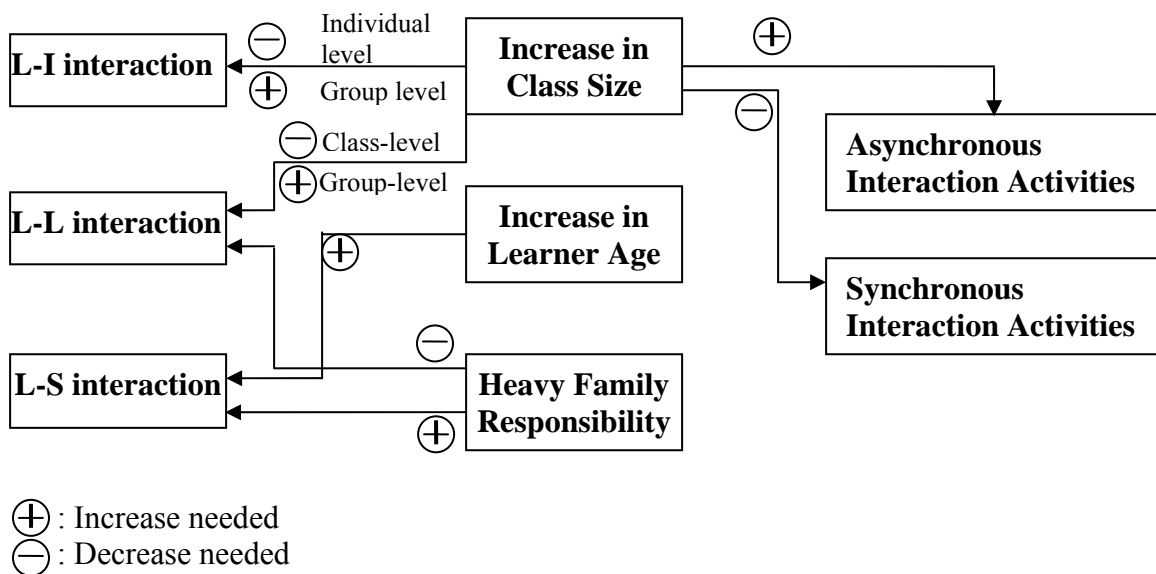 Individual
level
L-I interaction
Group level
Increase in
Class Size
Class-level
Group-level
L-L interaction
Increase in
Learner Age
L-S interaction
Heavy Family
Responsibility
Asynchronous
Interaction Activities
Synchronous
Interaction Activities
+ : Increase needed
− : Decrease needed